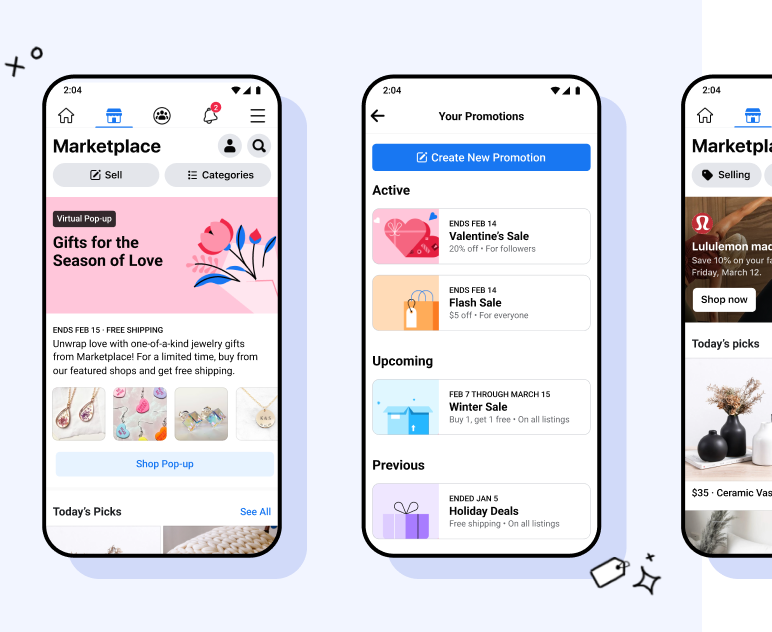 2:04
2
Marketplace
Sell
Categories
Virtual Pop-up
Gifts for the
Season of Love
ENDS FEB 15 · FREE SHIPPING
Unwrap love with one-of-a-kind jewelry gifts
from Marketplace! For a limited time, buy from
our featured shops and get free shipping.
Shop Pop-up
Today's Picks
See All
2:04
Your Promotions
Create New Promotion
Active
ENDS FEB 14
Valentine's Sale
20% off • For followers
ENDS FEB 14
Flash Sale
$5 off • For everyone
Upcoming
FEB 7 THROUGH MARCH 15
Winter Sale
Buy 1, get 1 free • On all listings
Previous
ENDED JAN 5
Holiday Deals
Free shipping • On all listings
2:04
Marketpla
Selling
Lululemon mad
Save 10% on your fa
Friday, March 12.
Shop now
Today's picks
$35 · Ceramic Vas